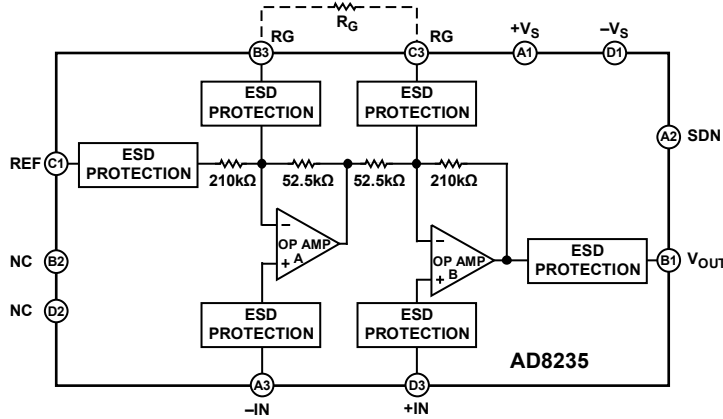 R_G
RG
RG
+V_S
–V_S
B3
C3
A1
D1
ESD
PROTECTION
ESD
PROTECTION
A2
SDN
REF
C1
ESD
PROTECTION
210kΩ
52.5kΩ
52.5kΩ
210kΩ
–
+
OP AMP
A
–
+
OP AMP
B
NC
B2
ESD
PROTECTION
B1
V_OUT
NC
D2
ESD
PROTECTION
ESD
PROTECTION
AD8235
A3
D3
–IN
+IN